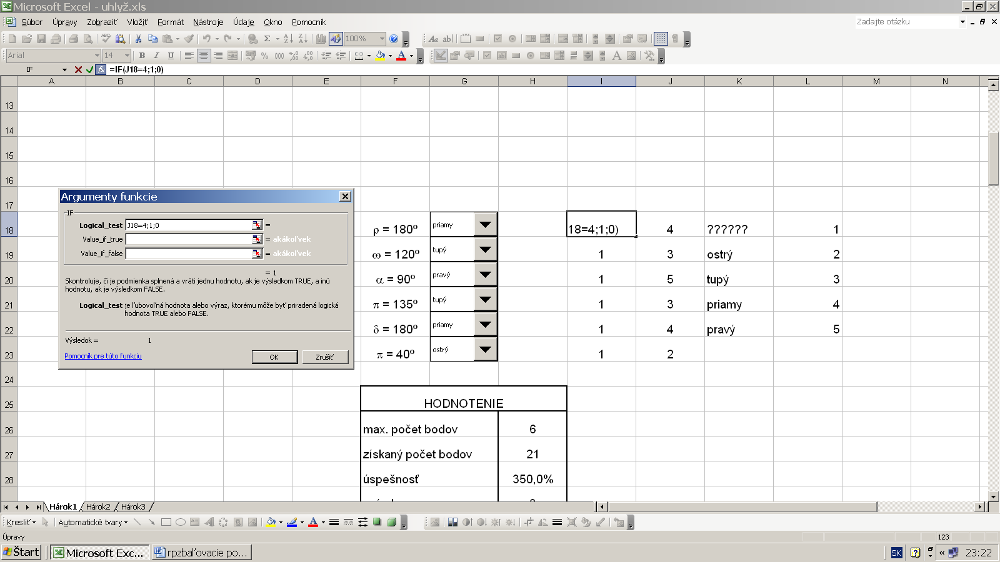 Microsoft Excel - uhlyž.xls
Súbor Úpravy Zobraziť Vložiť Formát Nástroje Údaje Okno Pomocník Zadajte otázku
100%
Arial 14 B I U % 000
IF =IF(J18=4;1;0)
A B C D E F G H I J K L M N
13
14
15
16
17
Argumenty funkcie
IF
Logical_test J18=4;1;0 =
Value_if_true = akákoľvek
Value_if_false = akákoľvek
= 1
Skontroluje, či je podmienka splnená a vráti jednu hodnotu, ak je výsledkom TRUE, a inú
hodnotu, ak je výsledkom FALSE.
Logical_test je ľubovoľná hodnota alebo výraz, ktorému môže byť priradená logická
hodnota TRUE alebo FALSE.
Výsledok = 1
Pomocník pre túto funkciu OK Zrušiť
18 ρ = 180º priamy 18=4;1;0) 4 ?????? 1
19 ω = 120º tupý 1 3 ostrý 2
20 α = 90º pravý 1 5 tupý 3
21 π = 135º tupý 1 3 priamy 4
22 δ = 180º priamy 1 4 pravý 5
23 π = 40º ostrý 1 2
24
25 HODNOTENIE
26 max. počet bodov 6
27 získaný počet bodov 21
28 úspešnosť 350,0%
Hárok1 Hárok2 Hárok3
Kresliť Automatické tvary
Úpravy 123
Štart Microsoft Exc... rpzbaľovacie po... SK 23:22